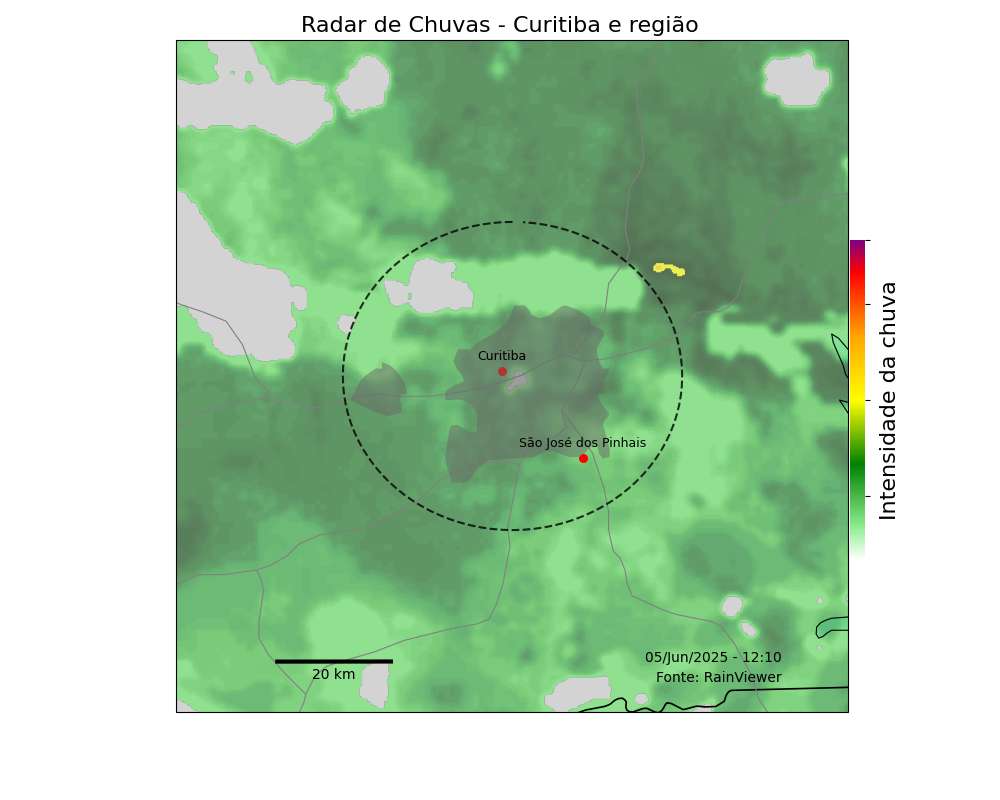 Radar de Chuvas - Curitiba e região
Curitiba
São José dos Pinhais
Intensidade da chuva
05/Jun/2025 - 12:10
20 km
Fonte: RainViewer